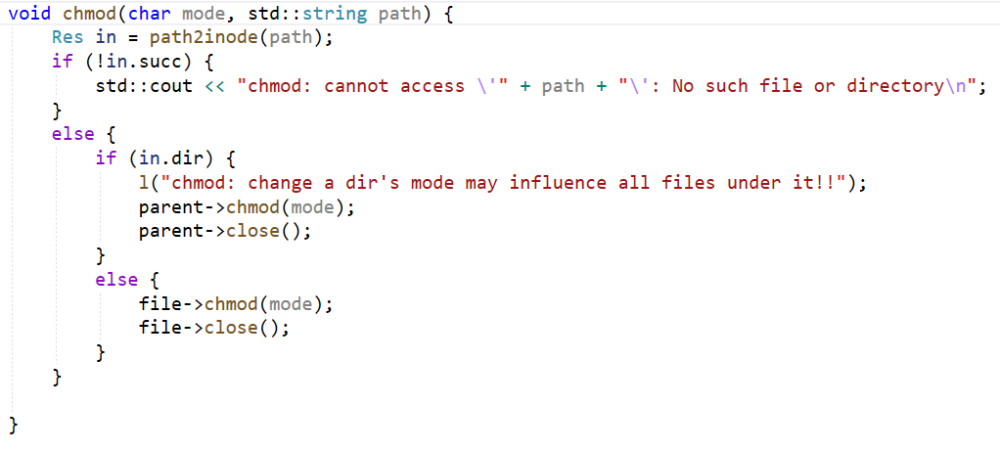 void chmod(char mode, std::string path) {
    Res in = path2inode(path);
    if (!in.succ) {
        std::cout << "chmod: cannot access \'" + path + "\': No such file or directory\n";
    }
    else {
        if (in.dir) {
            l("chmod: change a dir's mode may influence all files under it!!");
            parent->chmod(mode);
            parent->close();
        }
        else {
            file->chmod(mode);
            file->close();
        }
    }

}